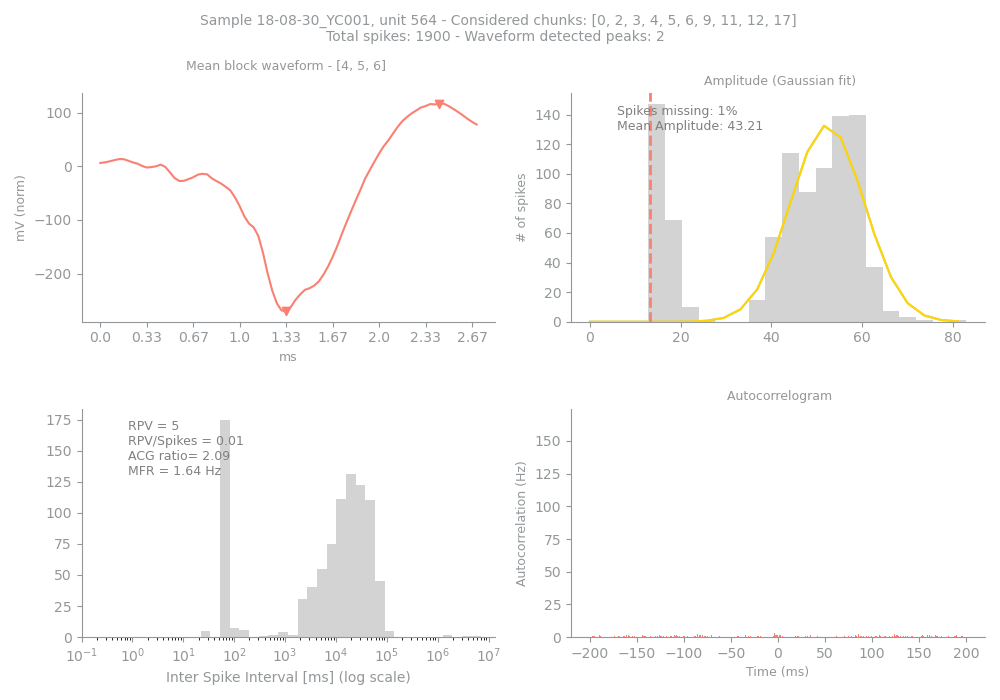 Sample 18-08-30_YC001, unit 564 - Considered chunks: [0, 2, 3, 4, 5, 6, 9, 11, 12, 17]
Total spikes: 1900 - Waveform detected peaks: 2
Mean block waveform - [4, 5, 6]
100
0
−100
−200
mV (norm)
0.0 0.33 0.67 1.0 1.33 1.67 2.0 2.33 2.67
ms
Amplitude (Gaussian fit)
Spikes missing: 1%
Mean Amplitude: 43.21
140
120
100
80
60
40
20
0
# of spikes
0 20 40 60 80
RPV = 5
RPV/Spikes = 0.01
ACG ratio= 2.09
MFR = 1.64 Hz
175
150
125
100
75
50
25
0
10⁻¹ 10⁰ 10¹ 10² 10³ 10⁴ 10⁵ 10⁶ 10⁷
Inter Spike Interval [ms] (log scale)
Autocorrelogram
150
125
100
75
50
25
0
Autocorrelation (Hz)
−200 −150 −100 −50 0 50 100 150 200
Time (ms)